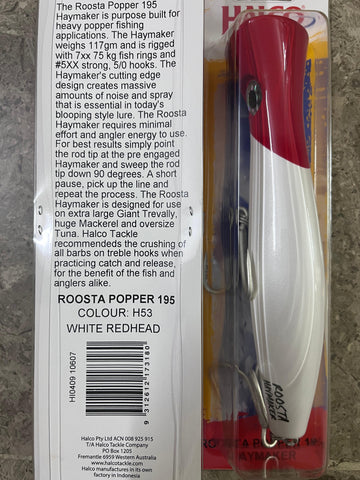 The Roosta Popper 195
Haymaker is purpose built for
heavy popper fishing
applications. The Haymaker
weighs 117gm and is rigged
with 7xx 75 kg fish rings and
#5XX strong, 5/0 hooks. The
Haymaker's cutting edge
design creates massive
amounts of noise and spray
that is essential in today's
blooping style lure. The Roosta
Haymaker requires minimal
effort and angler energy to use.
For best results simply point
the rod tip at the pre engaged
Haymaker and sweep the rod
tip down 90 degrees. A short
pause, pick up the line and
repeat the process. The Roosta
Haymaker is designed for use
on extra large Giant Trevally,
huge Mackerel and oversize
Tuna. Halco Tackle
recommendeds the crushing of
all barbs on treble hooks when
practicing catch and release,
for the benefit of the fish and
anglers alike.
ROOSTA POPPER 195
COLOUR: H53
WHITE REDHEAD
HI0409 10607
9 312612 173180
Halco Pty Ltd ACN 008 925 915
T/A Halco Tackle Company
PO Box 1205
Fremantle 6959 Western Australia
www.halcotackle.com
Halco manufactures in its
own factory in
HALCO
ROOSTA
HAYMAKER
ROOSTA POPPER 195
HAYMAKER